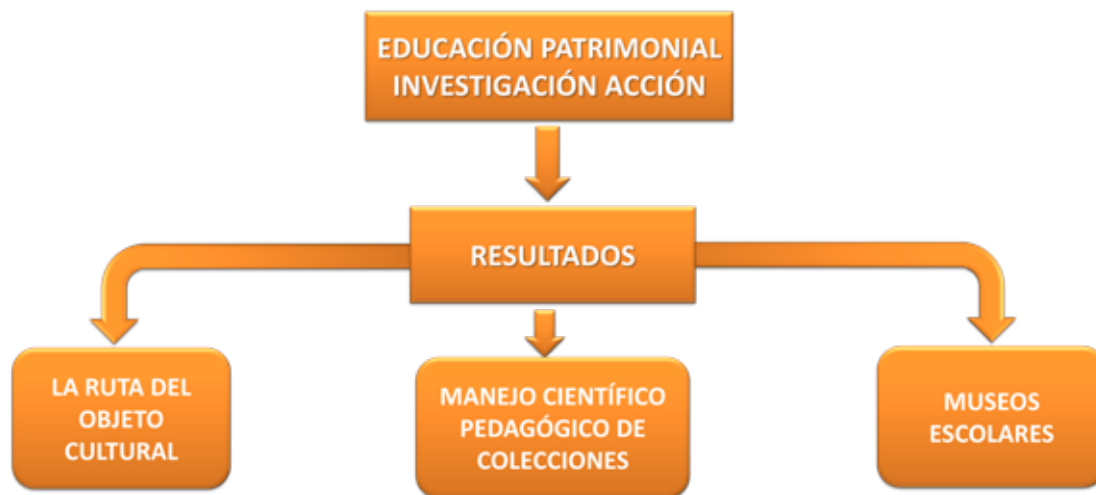 EDUCACIÓN PATRIMONIAL
INVESTIGACIÓN ACCIÓN
RESULTADOS
LA RUTA DEL
OBJETO
CULTURAL
MANEJO CIENTÍFICO
PEDAGÓGICO DE
COLECCIONES
MUSEOS
ESCOLARES